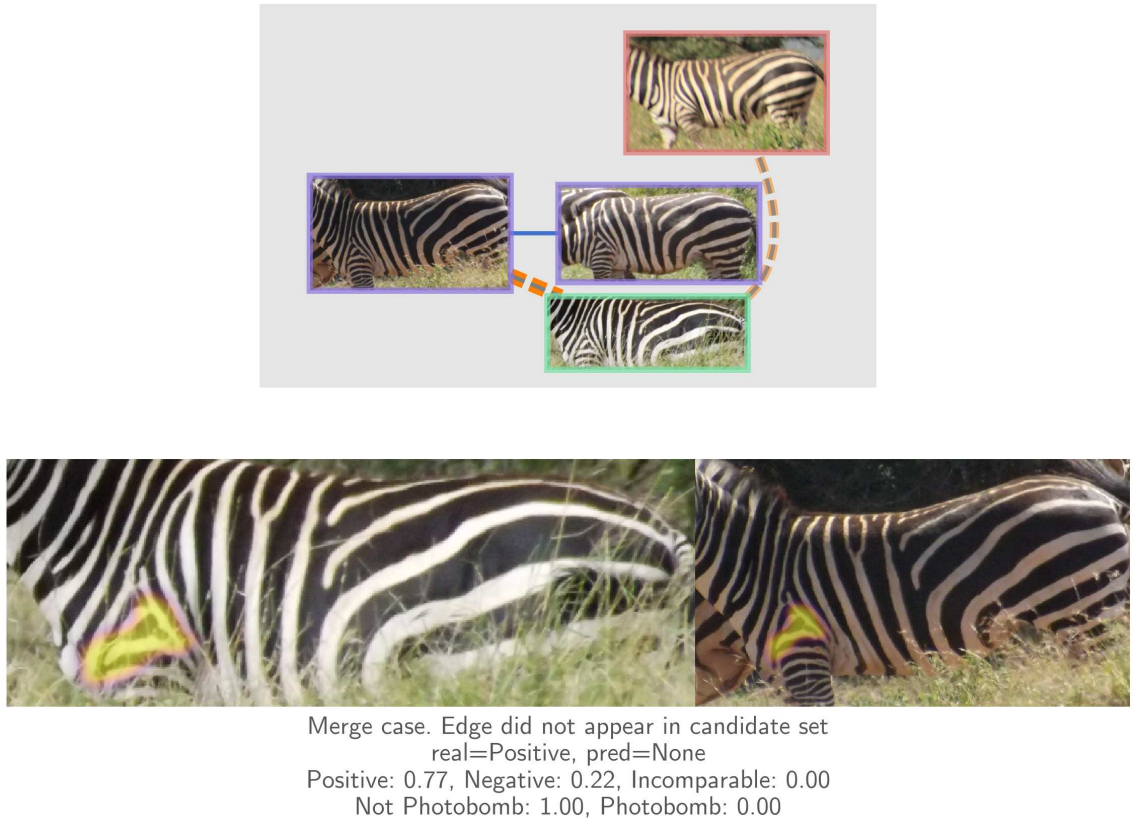 Merge case. Edge did not appear in candidate set
real=Positive, pred=None
Positive: 0.77, Negative: 0.22, Incomparable: 0.00
Not Photobomb: 1.00, Photobomb: 0.00